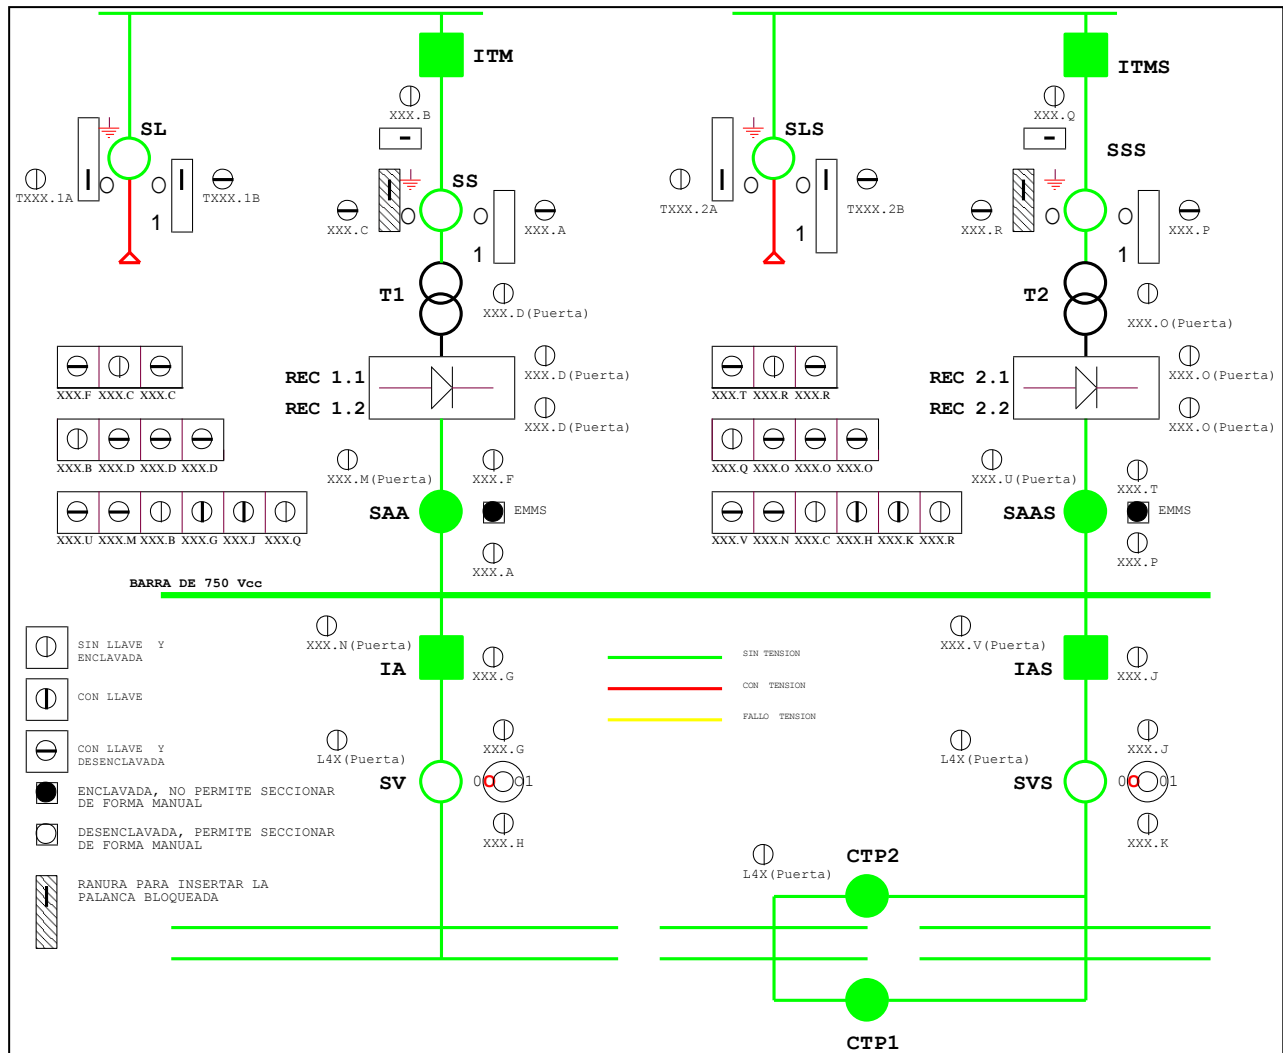 ITM
ITMS
XXX.B
XXX.Q
SL
SLS
SSS
SS
TXXX.1A
1
TXXX.1B
XXX.C
XXX.A
1
TXXX.2A
1
TXXX.2B
XXX.R
XXX.P
1
T1
XXX.D(Puerta)
T2
XXX.O(Puerta)
REC 1.1
XXX.D(Puerta)
REC 1.2
XXX.D(Puerta)
REC 2.1
XXX.O(Puerta)
REC 2.2
XXX.O(Puerta)
XXX.F XXX.C XXX.C
XXX.T XXX.R XXX.R
XXX.B XXX.D XXX.D XXX.D
XXX.Q XXX.O XXX.O XXX.O
XXX.M(Puerta)
XXX.F
XXX.U(Puerta)
XXX.T
SAA
EMMS
SAAS
EMMS
XXX.U XXX.M XXX.B XXX.G XXX.J XXX.Q
XXX.V XXX.N XXX.C XXX.H XXX.K XXX.R
XXX.A
XXX.P
BARRA DE 750 Vcc
SIN LLAVE Y
ENCLAVADA
XXX.N(Puerta)
IA
XXX.G
XXX.V(Puerta)
IAS
XXX.J
SIN TENSION
CON TENSION
FALLO TENSION
CON LLAVE
CON LLAVE Y
DESENCLAVADA
L4X(Puerta)
XXX.G
L4X(Puerta)
XXX.J
SV
0
1
SVS
0
1
XXX.H
XXX.K
ENCLAVADA, NO PERMITE SECCIONAR
DE FORMA MANUAL
DESENCLAVADA, PERMITE SECCIONAR
DE FORMA MANUAL
RANURA PARA INSERTAR LA
PALANCA BLOQUEADA
CTP2
L4X(Puerta)
CTP1